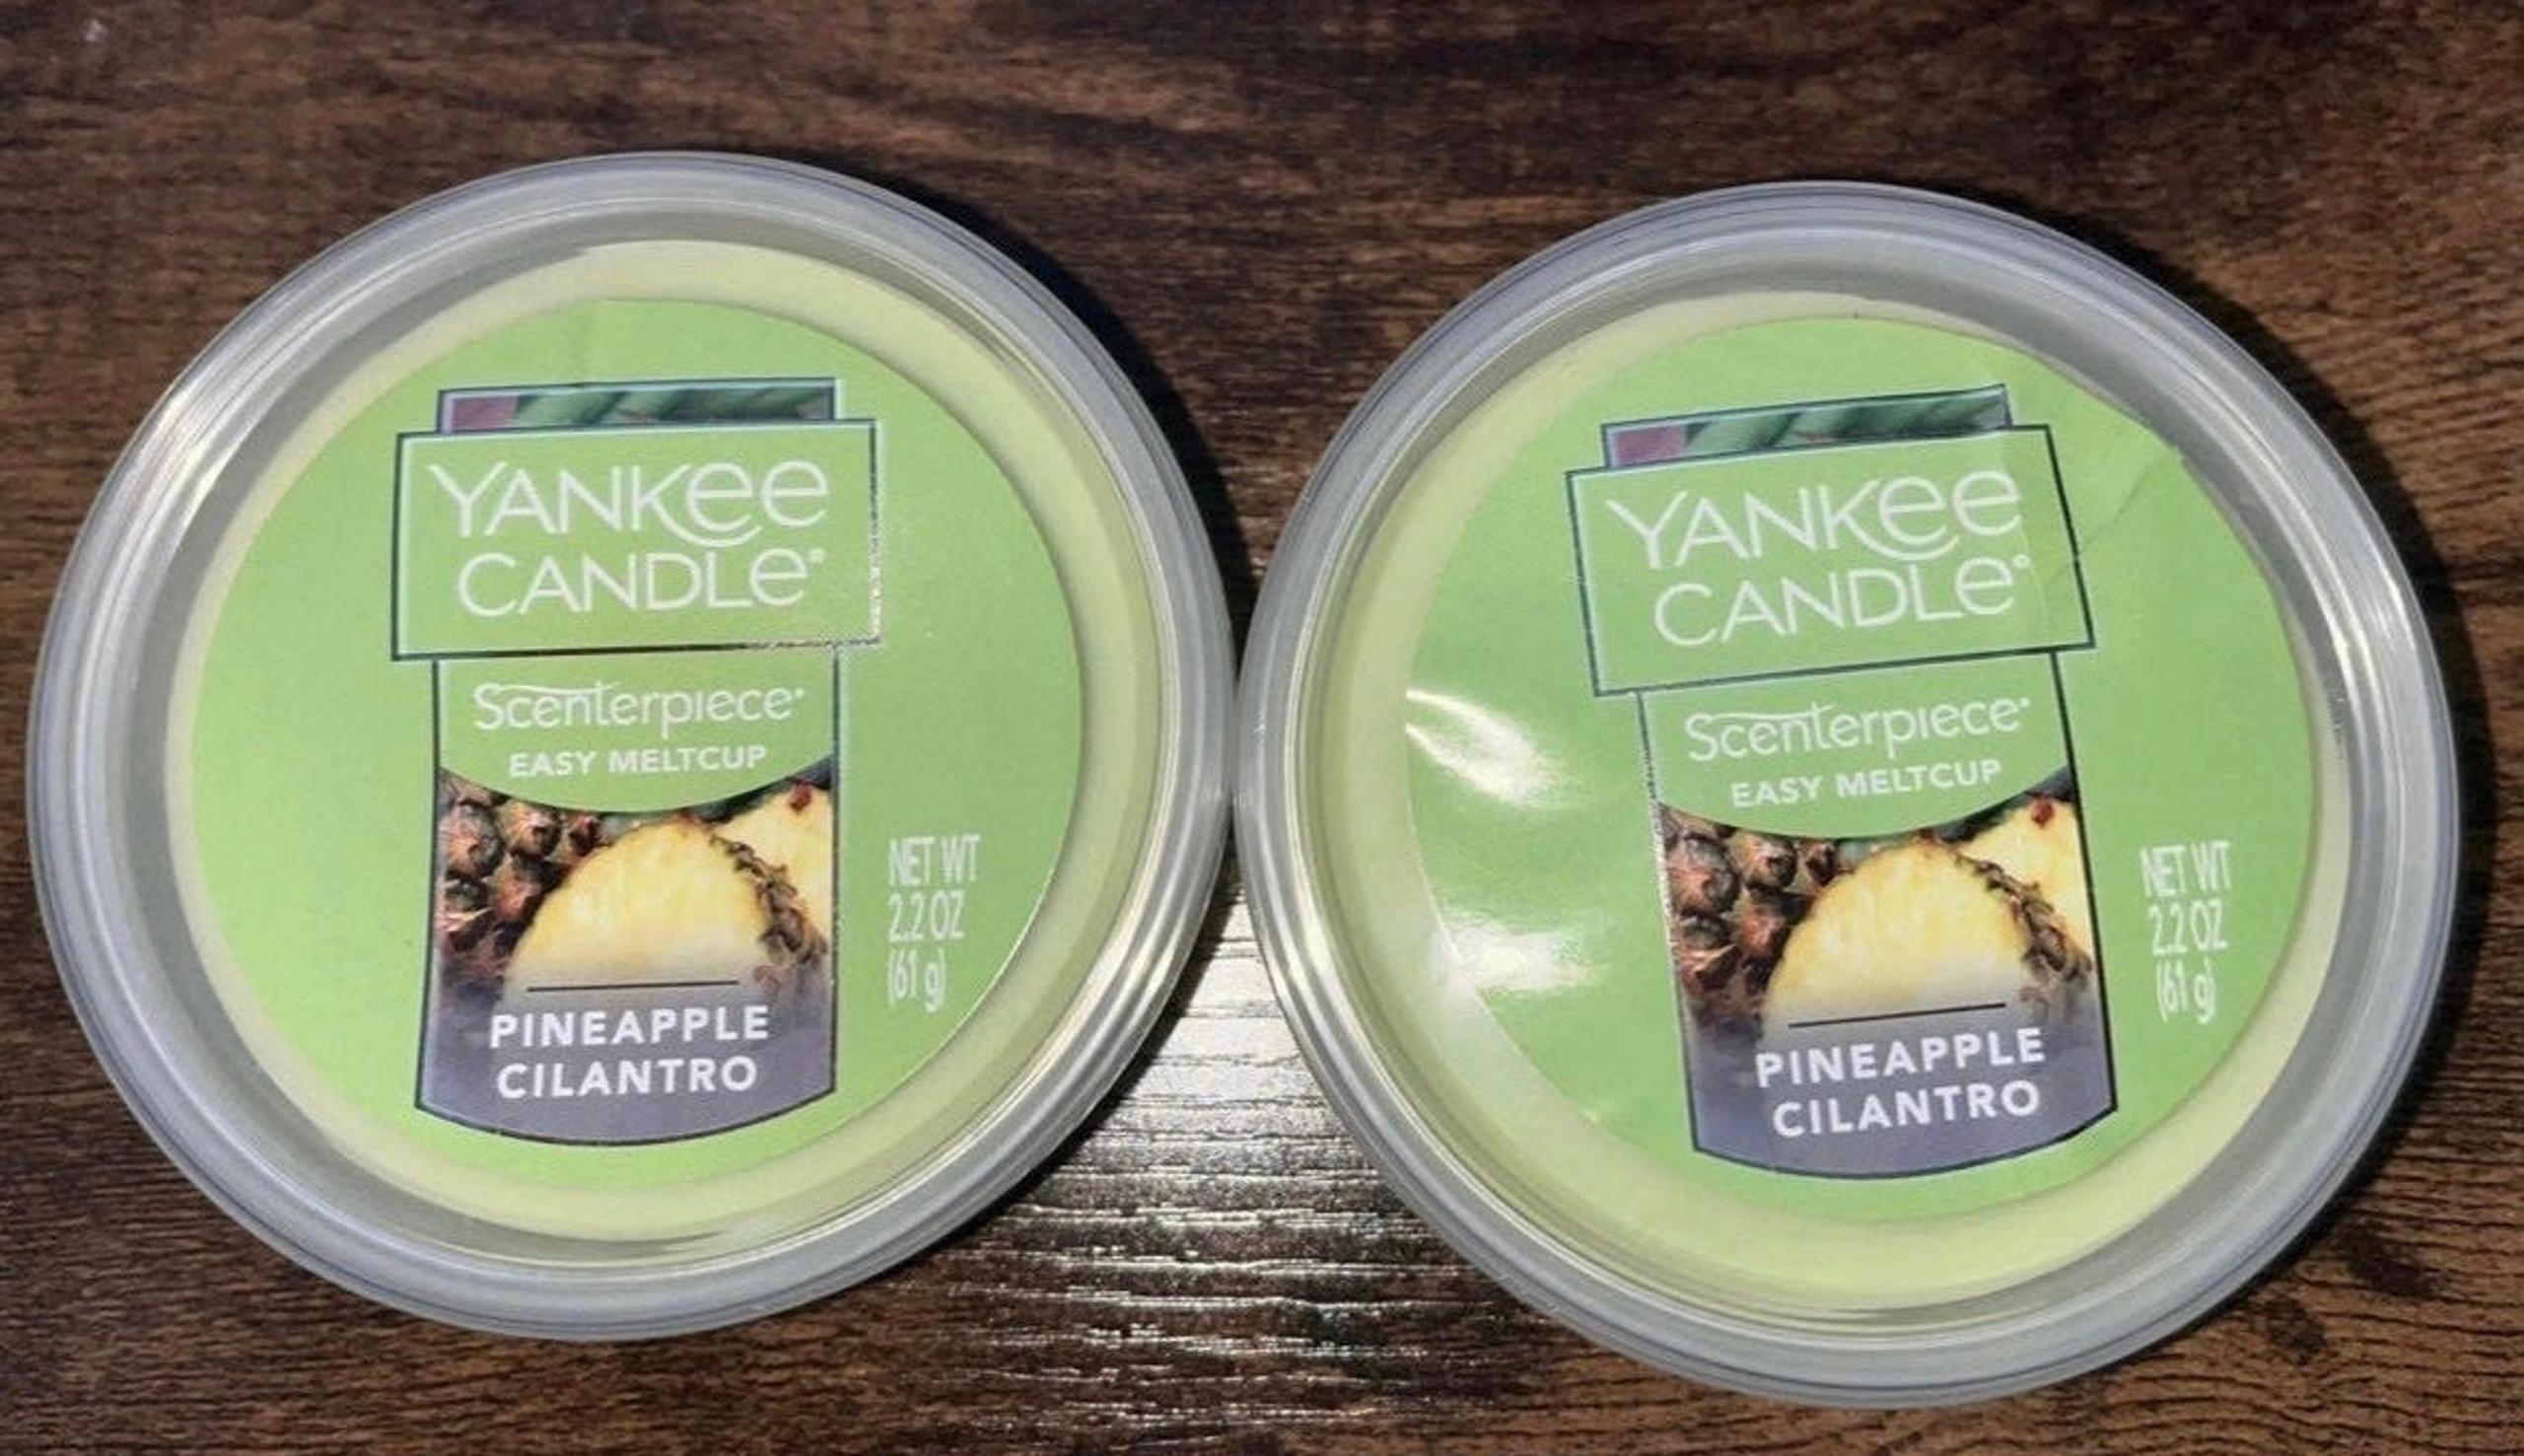 YANKEE
CANDLE®
Scenterpiece®
EASY MELTCUP
NET WT
2.2 OZ
(61 g)
PINEAPPLE
CILANTRO
YANKEE
CANDLE®
Scenterpiece®
EASY MELTCUP
NET WT
2.2 OZ
(61 g)
PINEAPPLE
CILANTRO